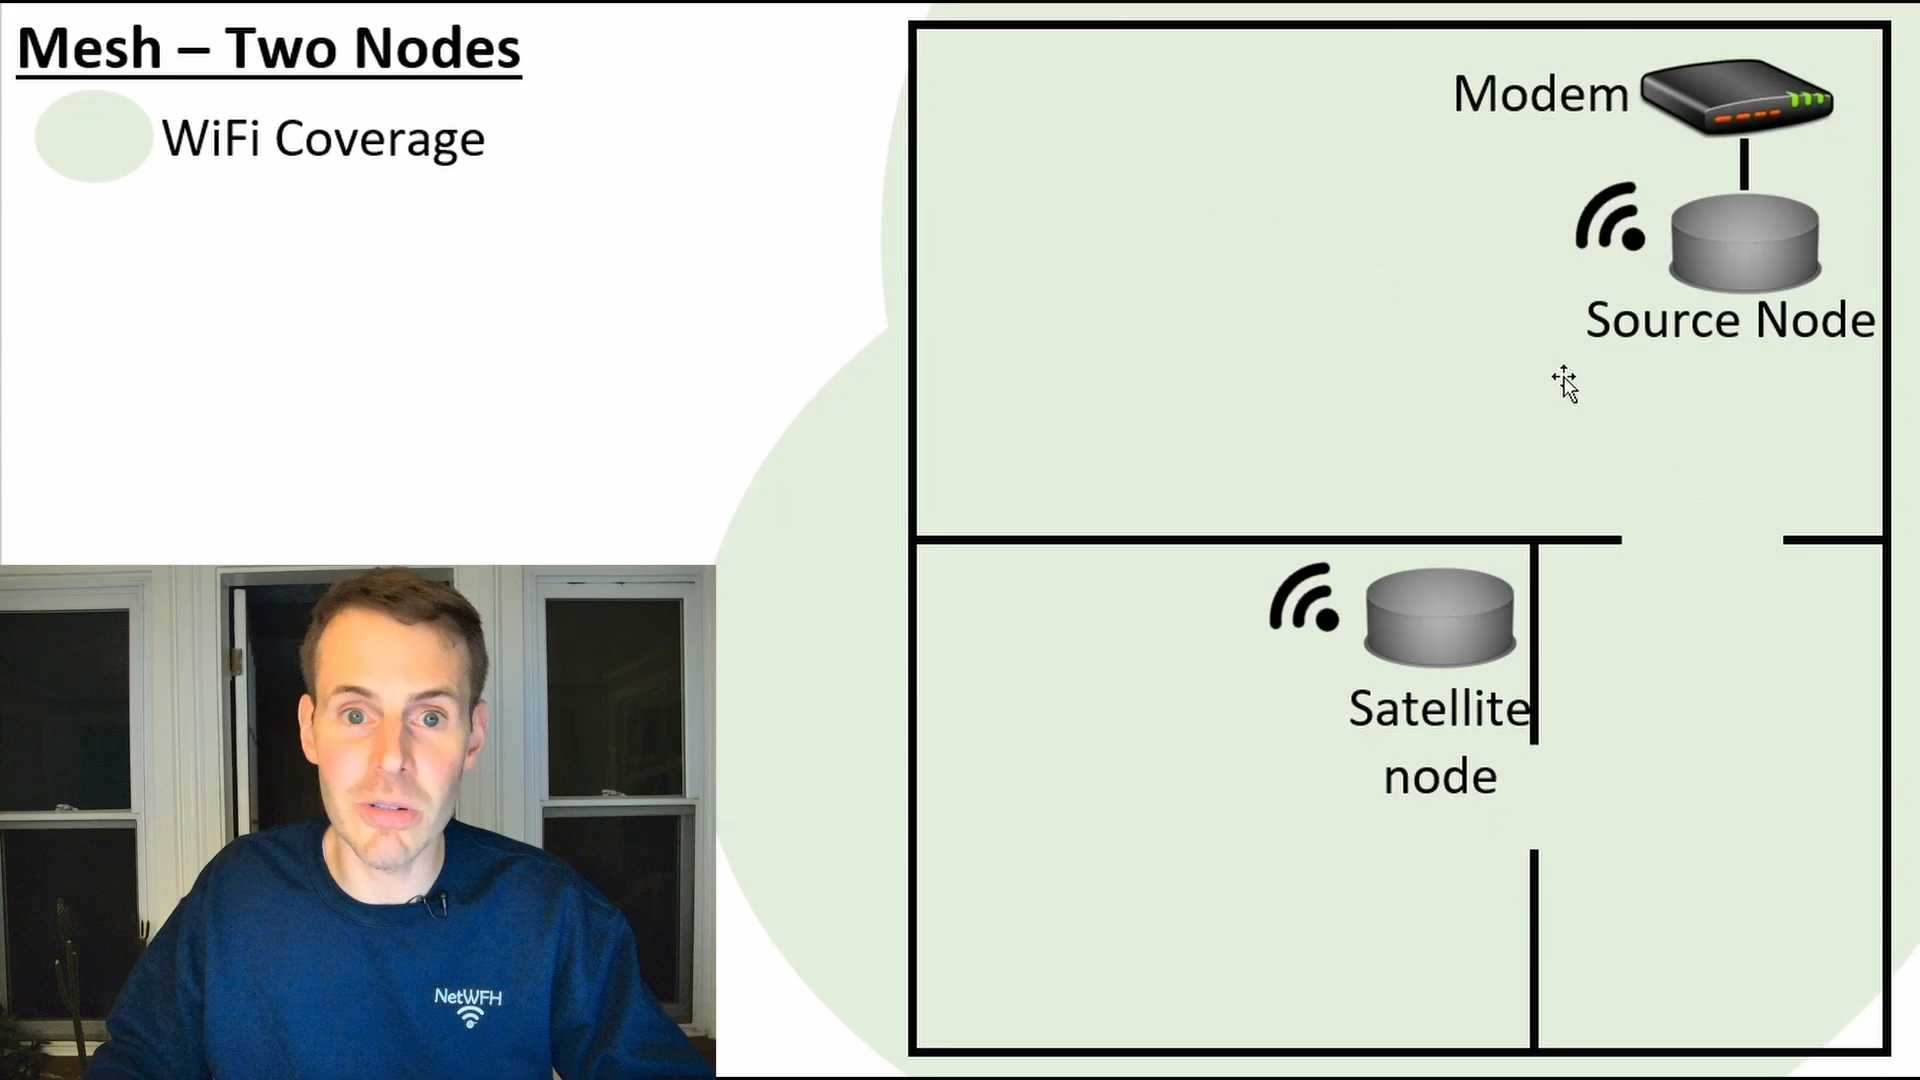 Mesh – Two Nodes
WiFi Coverage
Modem
Source Node
Satellite
node
NetWFH